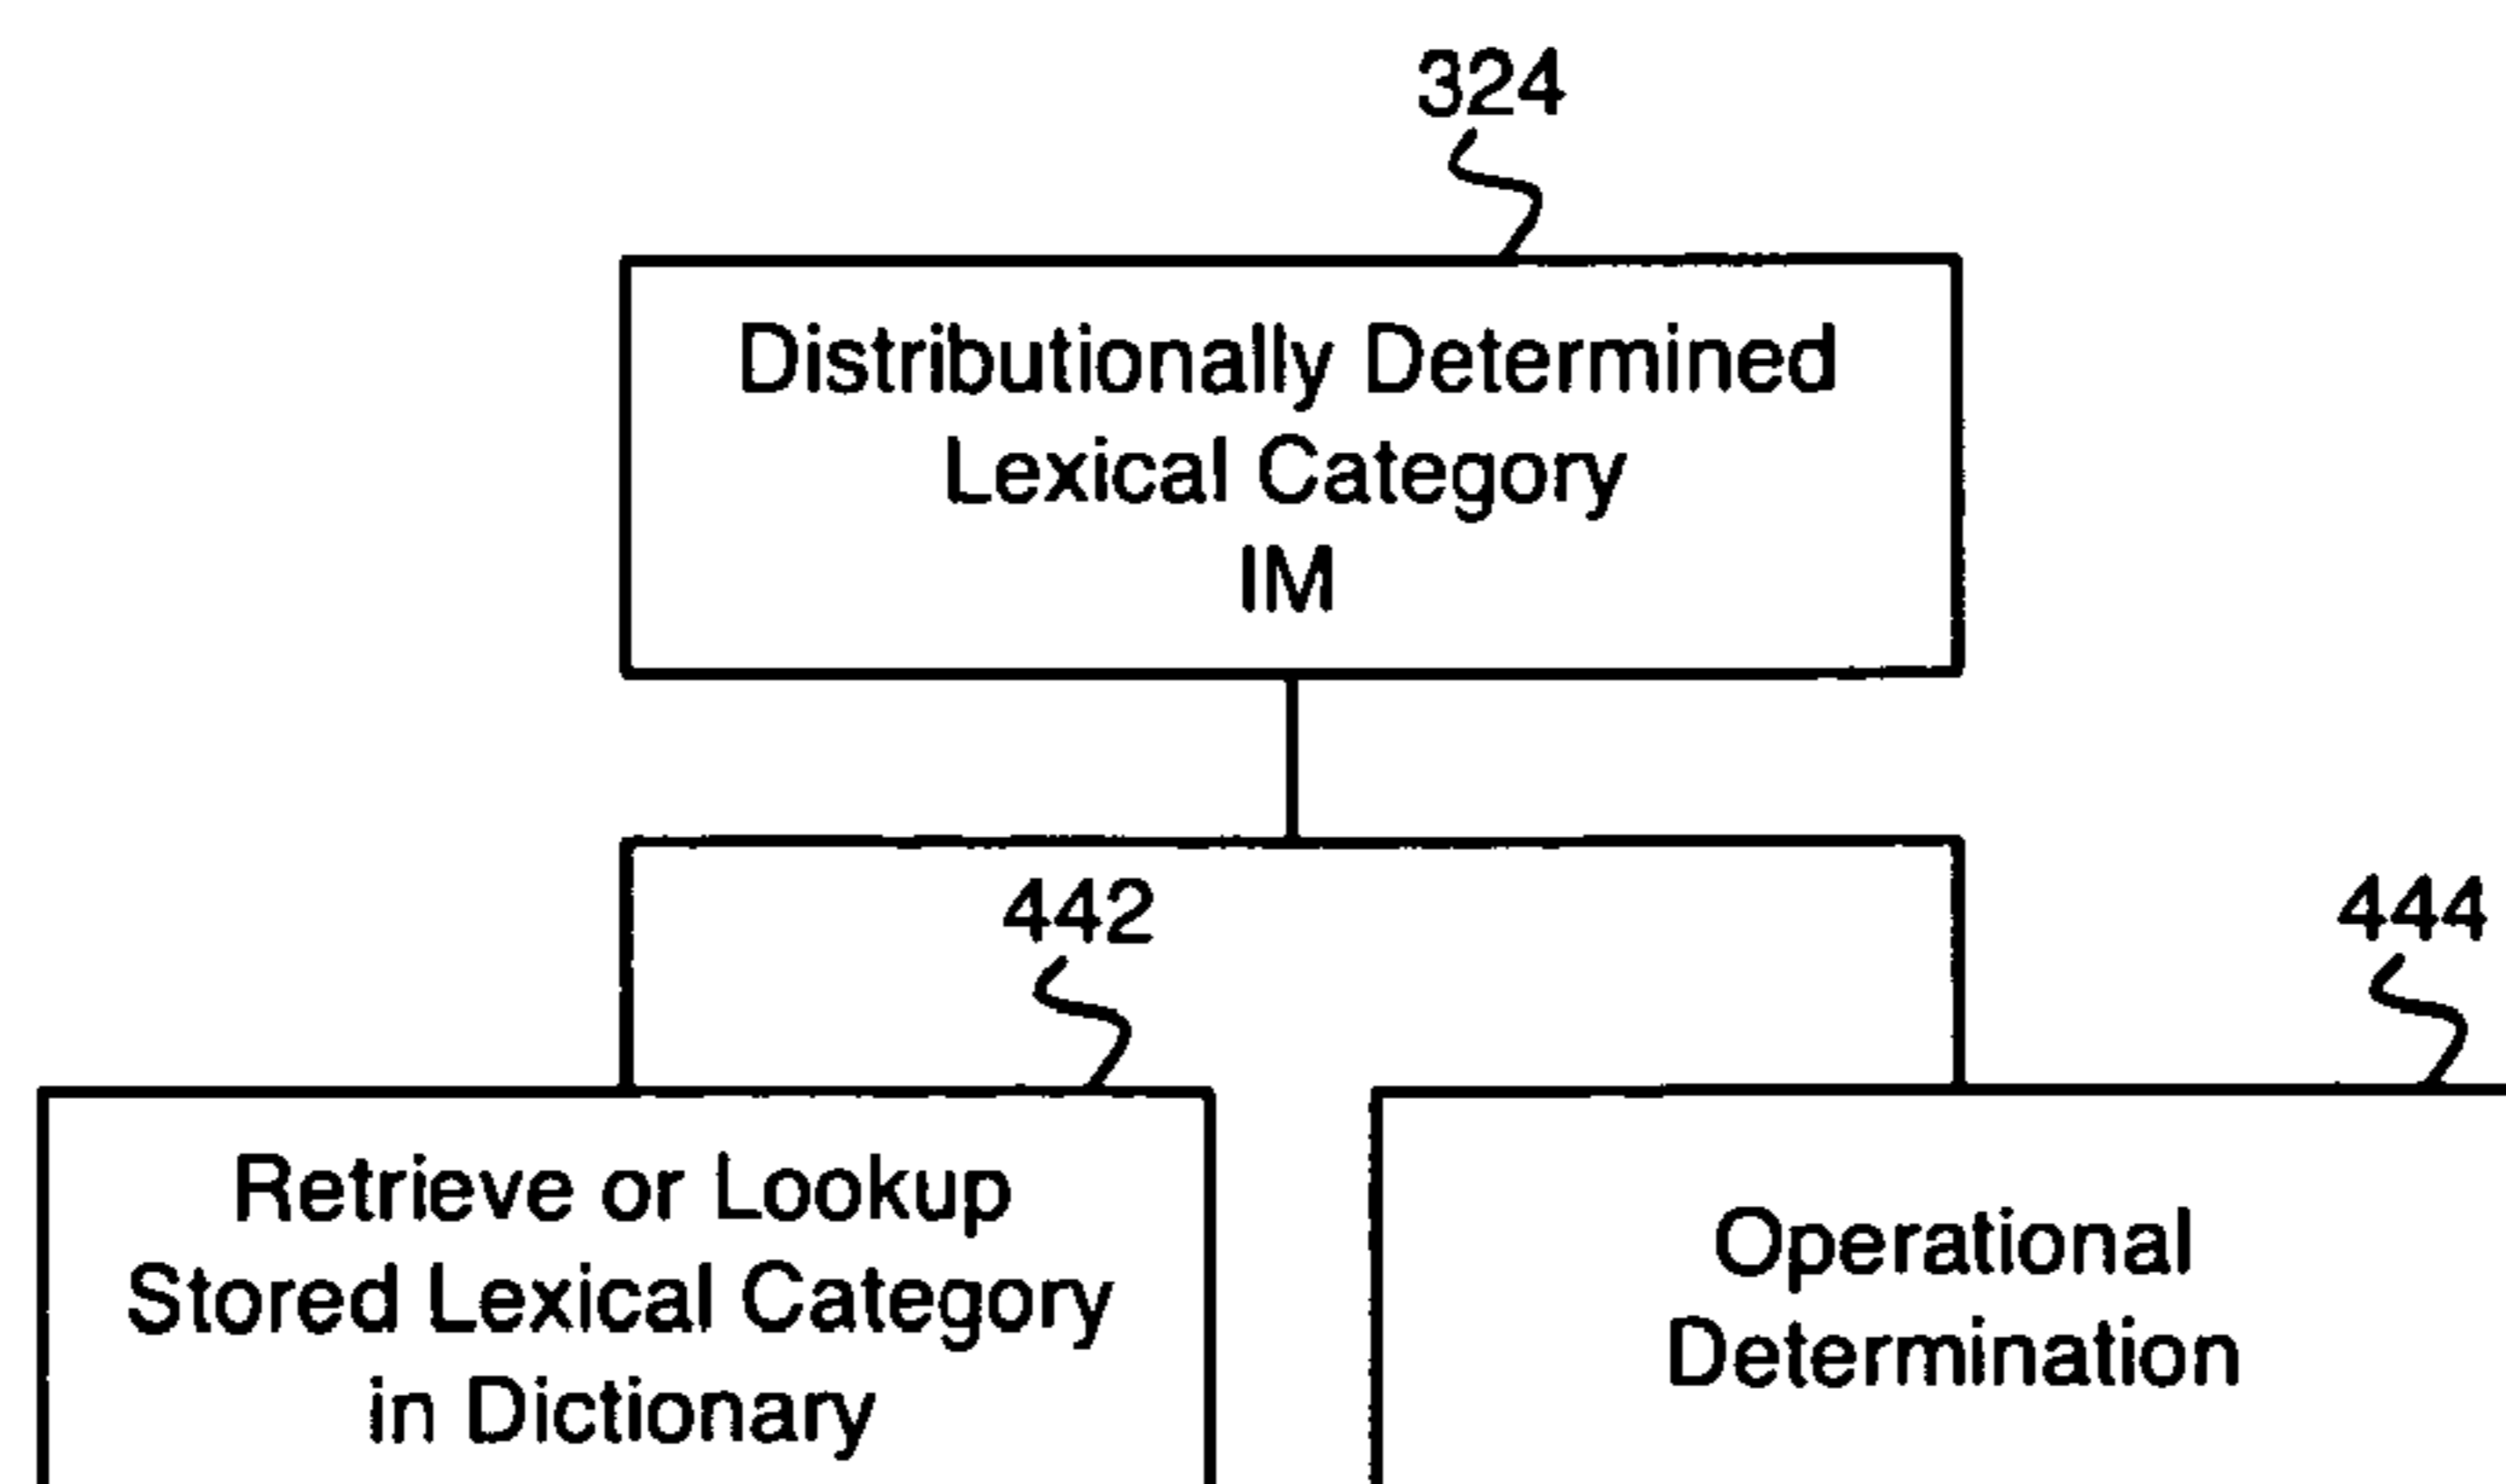 324
Distributionally Determined
Lexical Category
IM
442
444
Retrieve or Lookup
Stored Lexical Category
in Dictionary
Operational
Determination